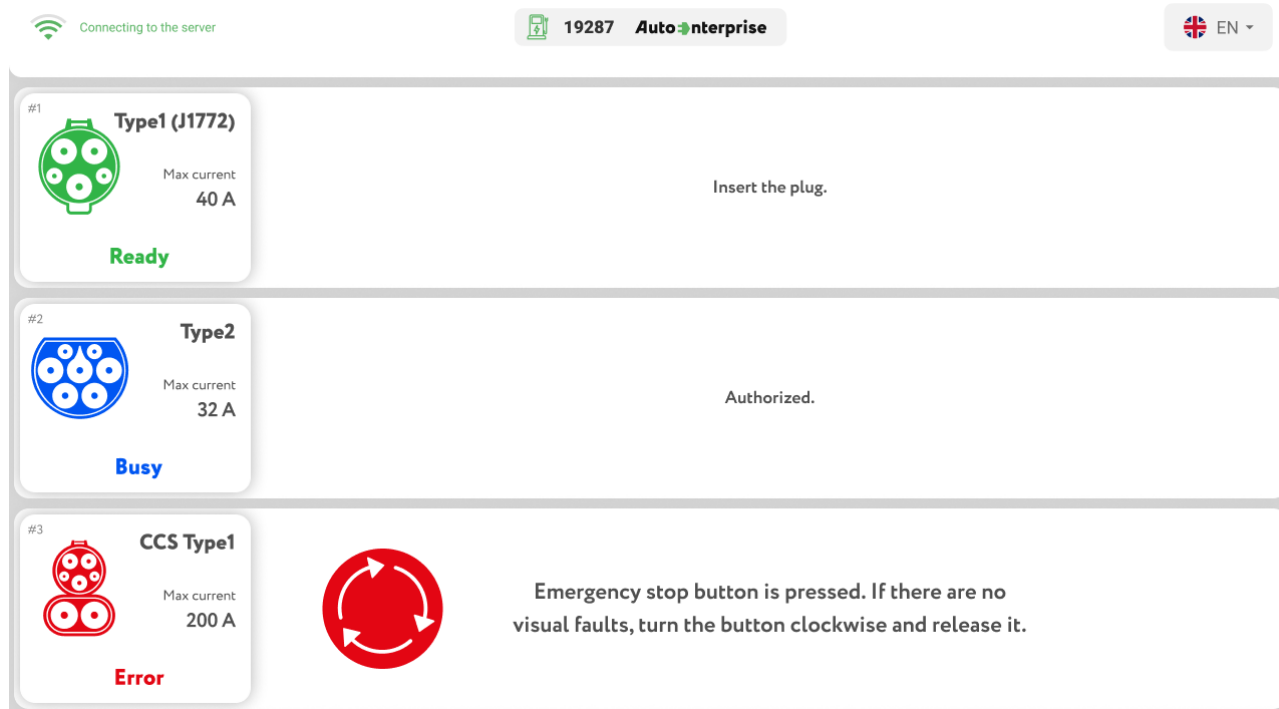 Connecting to the server
19287 Auto Enterprise
EN
#1
Type1 (J1772)
Max current
40 A
Ready
Insert the plug.
#2
Type2
Max current
32 A
Busy
Authorized.
#3
CCS Type1
Max current
200 A
Error
Emergency stop button is pressed. If there are no
visual faults, turn the button clockwise and release it.